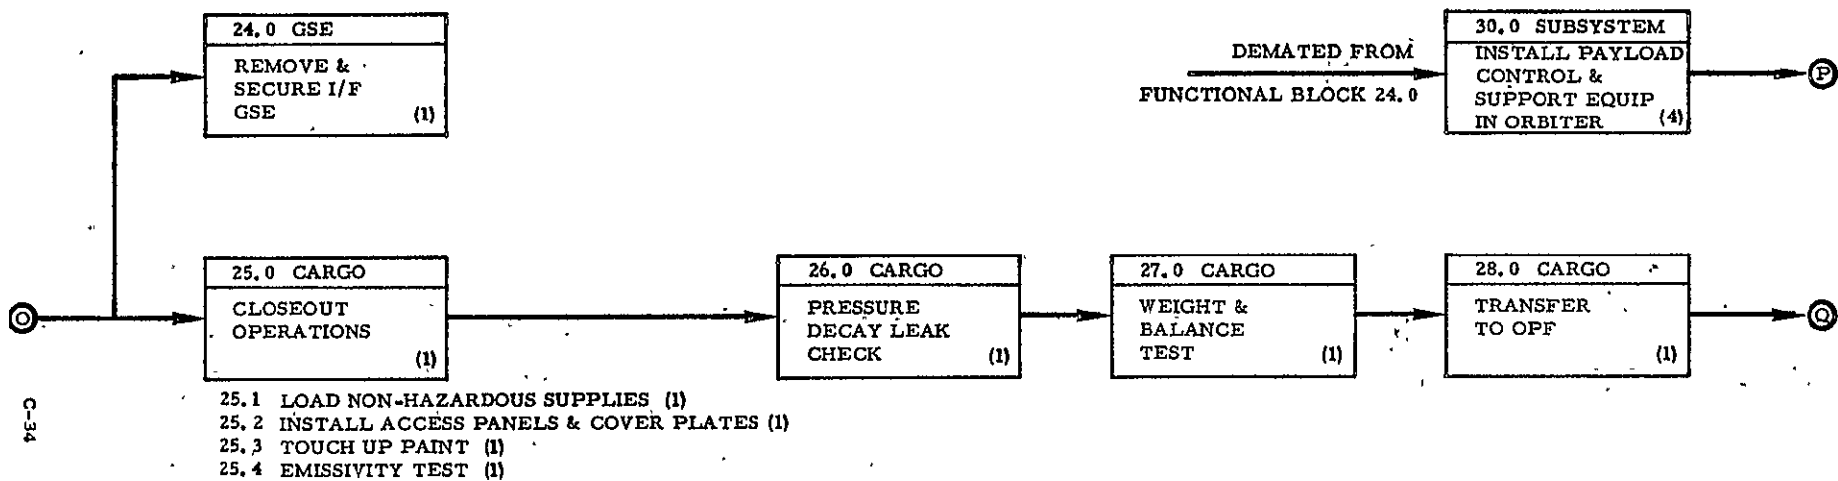 24.0 GSE
REMOVE &
SECURE I/F
GSE (1)
DEMATED FROM
FUNCTIONAL BLOCK 24.0
30.0 SUBSYSTEM
INSTALL PAYLOAD
CONTROL &
SUPPORT EQUIP
IN ORBITER (4)
P
O
25.0 CARGO
CLOSEOUT
OPERATIONS
(1)
26.0 CARGO
PRESSURE
DECAY LEAK
CHECK (1)
27.0 CARGO
WEIGHT &
BALANCE
TEST (1)
28.0 CARGO
TRANSFER
TO OPF
(1)
Q
25.1 LOAD NON-HAZARDOUS SUPPLIES (1)
25.2 INSTALL ACCESS PANELS & COVER PLATES (1)
25.3 TOUCH UP PAINT (1)
25.4 EMISSIVITY TEST (1)
C-34